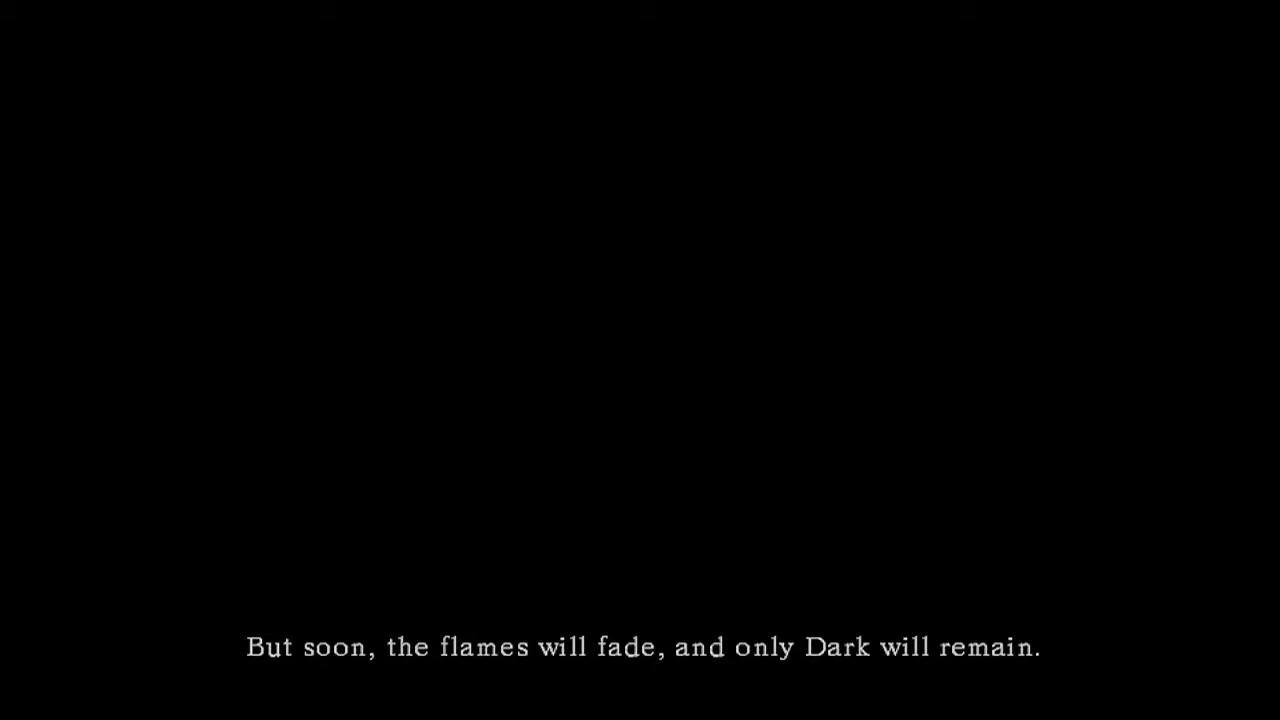 But soon, the flames will fade, and only Dark will remain.